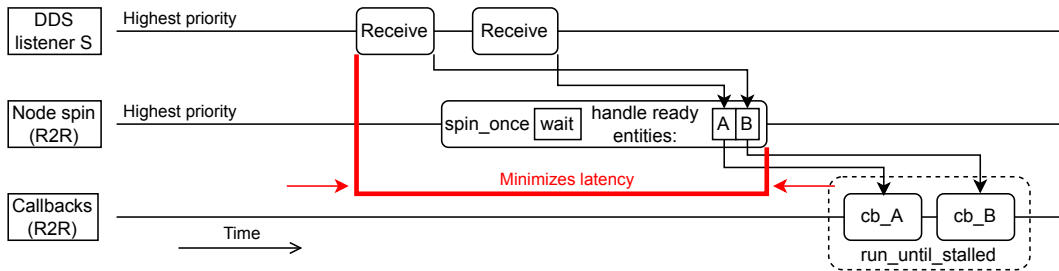 DDS
listener S
Highest priority
Receive
Receive
Node spin
(R2R)
Highest priority
spin_once
wait
handle ready
entities:
A
B
Minimizes latency
Callbacks
(R2R)
Time
cb_A
cb_B
run_until_stalled